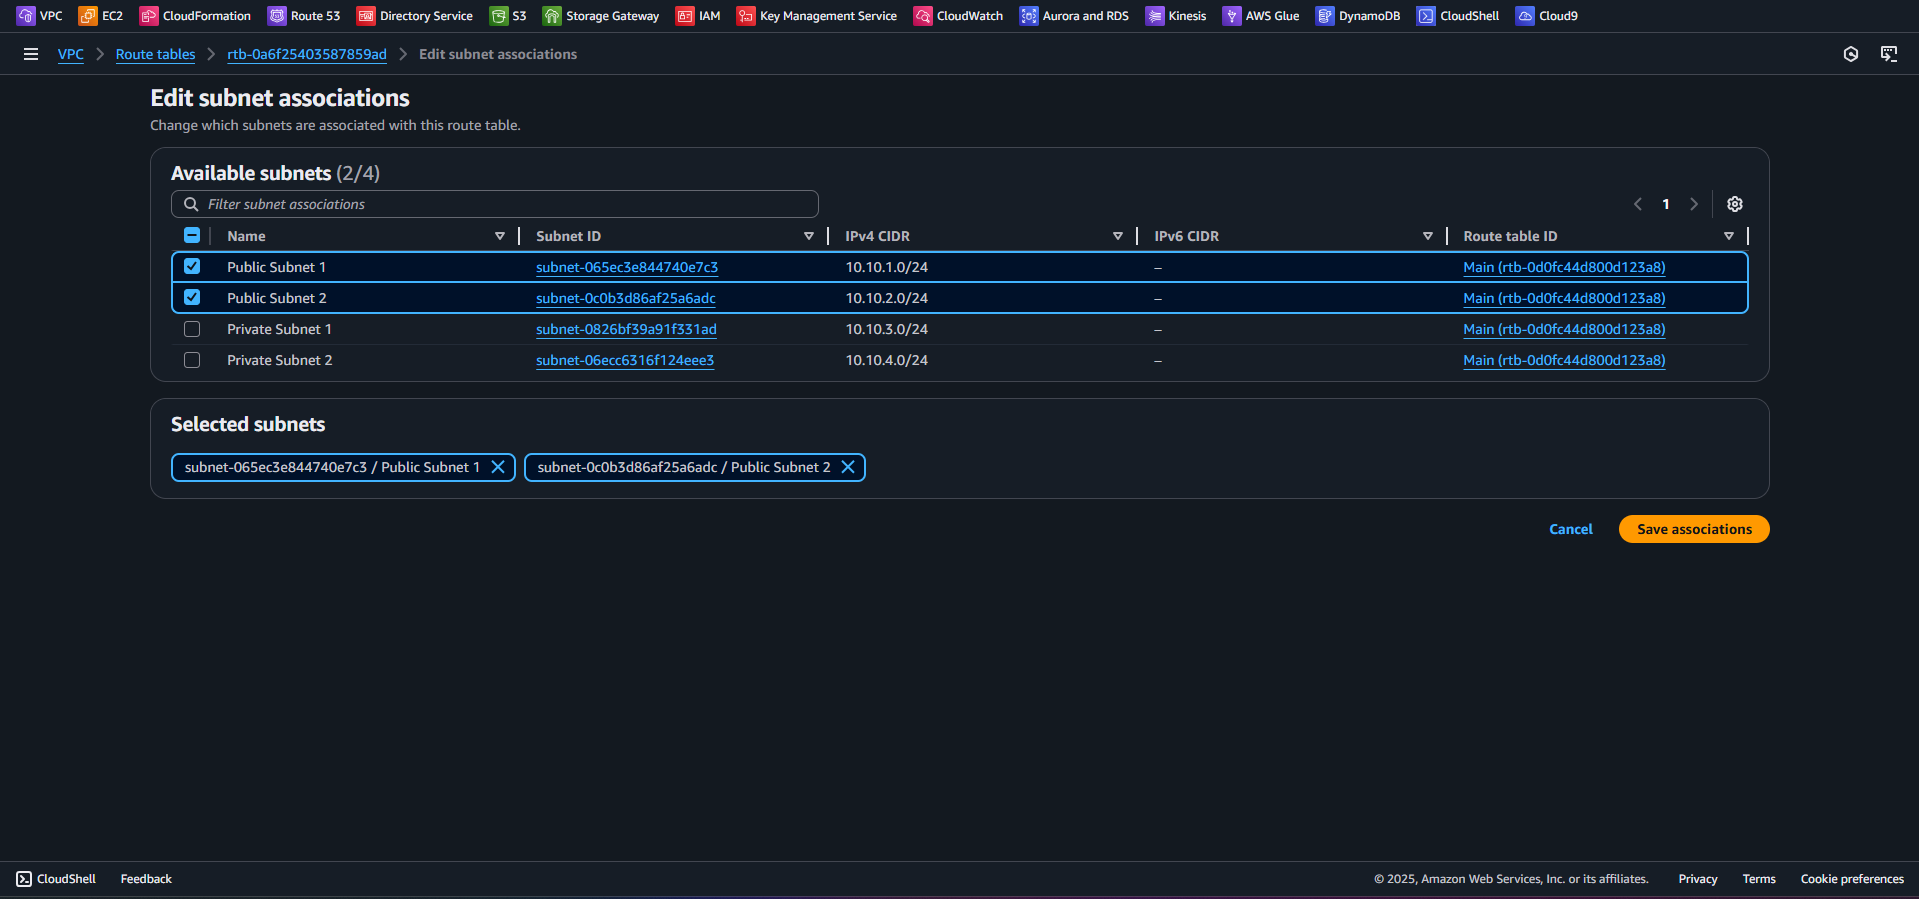 VPC EC2 CloudFormation Route 53 Directory Service S3 Storage Gateway IAM Key Management Service CloudWatch Aurora and RDS Kinesis AWS Glue DynamoDB CloudShell Cloud9
VPC Route tables rtb-0a6f25403587859ad Edit subnet associations
Edit subnet associations
Change which subnets are associated with this route table.
Available subnets (2/4)
Filter subnet associations 1
Name Subnet ID IPv4 CIDR IPv6 CIDR Route table ID
Public Subnet 1 subnet-065ec3e844740e7c3 10.10.1.0/24 – Main (rtb-0d0fc44d800d123a8)
Public Subnet 2 subnet-0c0b3d86af25a6adc 10.10.2.0/24 – Main (rtb-0d0fc44d800d123a8)
Private Subnet 1 subnet-0826bf39a91f331ad 10.10.3.0/24 – Main (rtb-0d0fc44d800d123a8)
Private Subnet 2 subnet-06ecc6316f124eee3 10.10.4.0/24 – Main (rtb-0d0fc44d800d123a8)
Selected subnets
subnet-065ec3e844740e7c3 / Public Subnet 1 subnet-0c0b3d86af25a6adc / Public Subnet 2
Cancel Save associations
CloudShell Feedback © 2025, Amazon Web Services, Inc. or its affiliates. Privacy Terms Cookie preferences